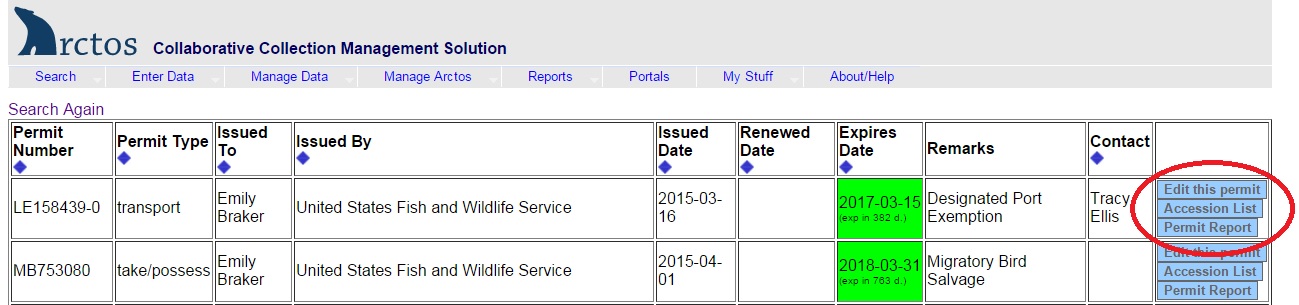 Arctos Collaborative Collection Management Solution
Search Enter Data Manage Data Manage Arctos Reports Portals My Stuff About/Help
Search Again
Permit Number Permit Type Issued To Issued By Issued Date Renewed Date Expires Date Remarks Contact
LE158439-0 transport Emily Braker United States Fish and Wildlife Service 2015-03-16 2017-03-15 (exp in 382 d.) Designated Port Exemption Tracy Ellis
Edit this permit
Accession List
Permit Report
MB753080 take/possess Emily Braker United States Fish and Wildlife Service 2015-04-01 2018-03-31 (exp in 763 d.) Migratory Bird Salvage
Edit this permit
Accession List
Permit Report